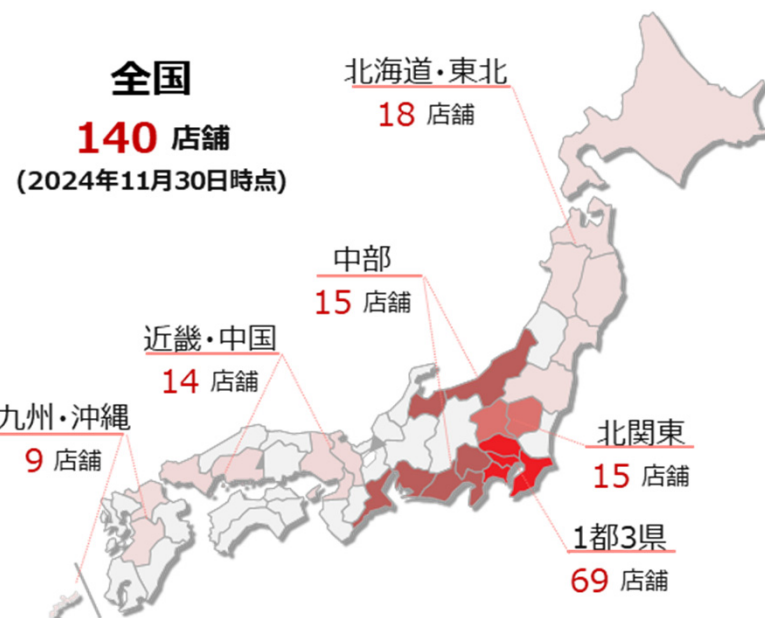 全国
140 店舗
(2024年11月30日時点)
北海道・東北
18 店舗
中部
15 店舗
近畿・中国
14 店舗
九州・沖縄
9 店舗
北関東
15 店舗
1都3県
69 店舗